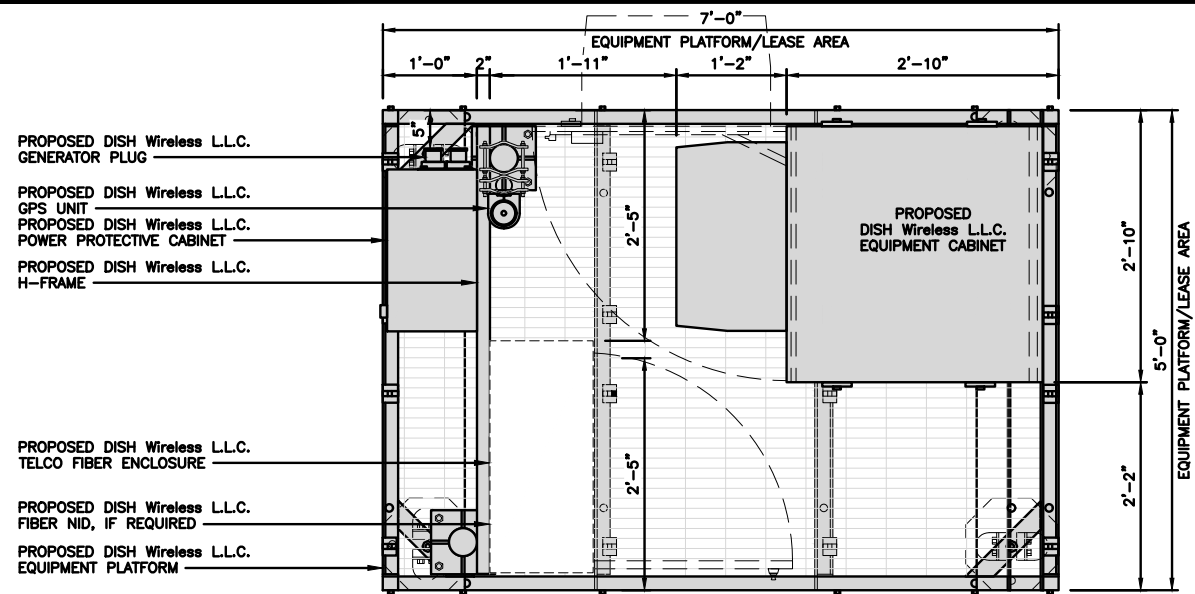 7'-0"
EQUIPMENT PLATFORM/LEASE AREA
1'-0"
2"
1'-11"
1'-2"
2'-10"
5"
PROPOSED DISH Wireless L.L.C.
GENERATOR PLUG
PROPOSED DISH Wireless L.L.C.
GPS UNIT
PROPOSED DISH Wireless L.L.C.
POWER PROTECTIVE CABINET
PROPOSED DISH Wireless L.L.C.
H-FRAME
PROPOSED
DISH Wireless L.L.C.
EQUIPMENT CABINET
2'-5"
2'-10"
5'-0"
EQUIPMENT PLATFORM/LEASE AREA
PROPOSED DISH Wireless L.L.C.
TELCO FIBER ENCLOSURE
2'-5"
2'-2"
PROPOSED DISH Wireless L.L.C.
FIBER NID, IF REQUIRED
PROPOSED DISH Wireless L.L.C.
EQUIPMENT PLATFORM